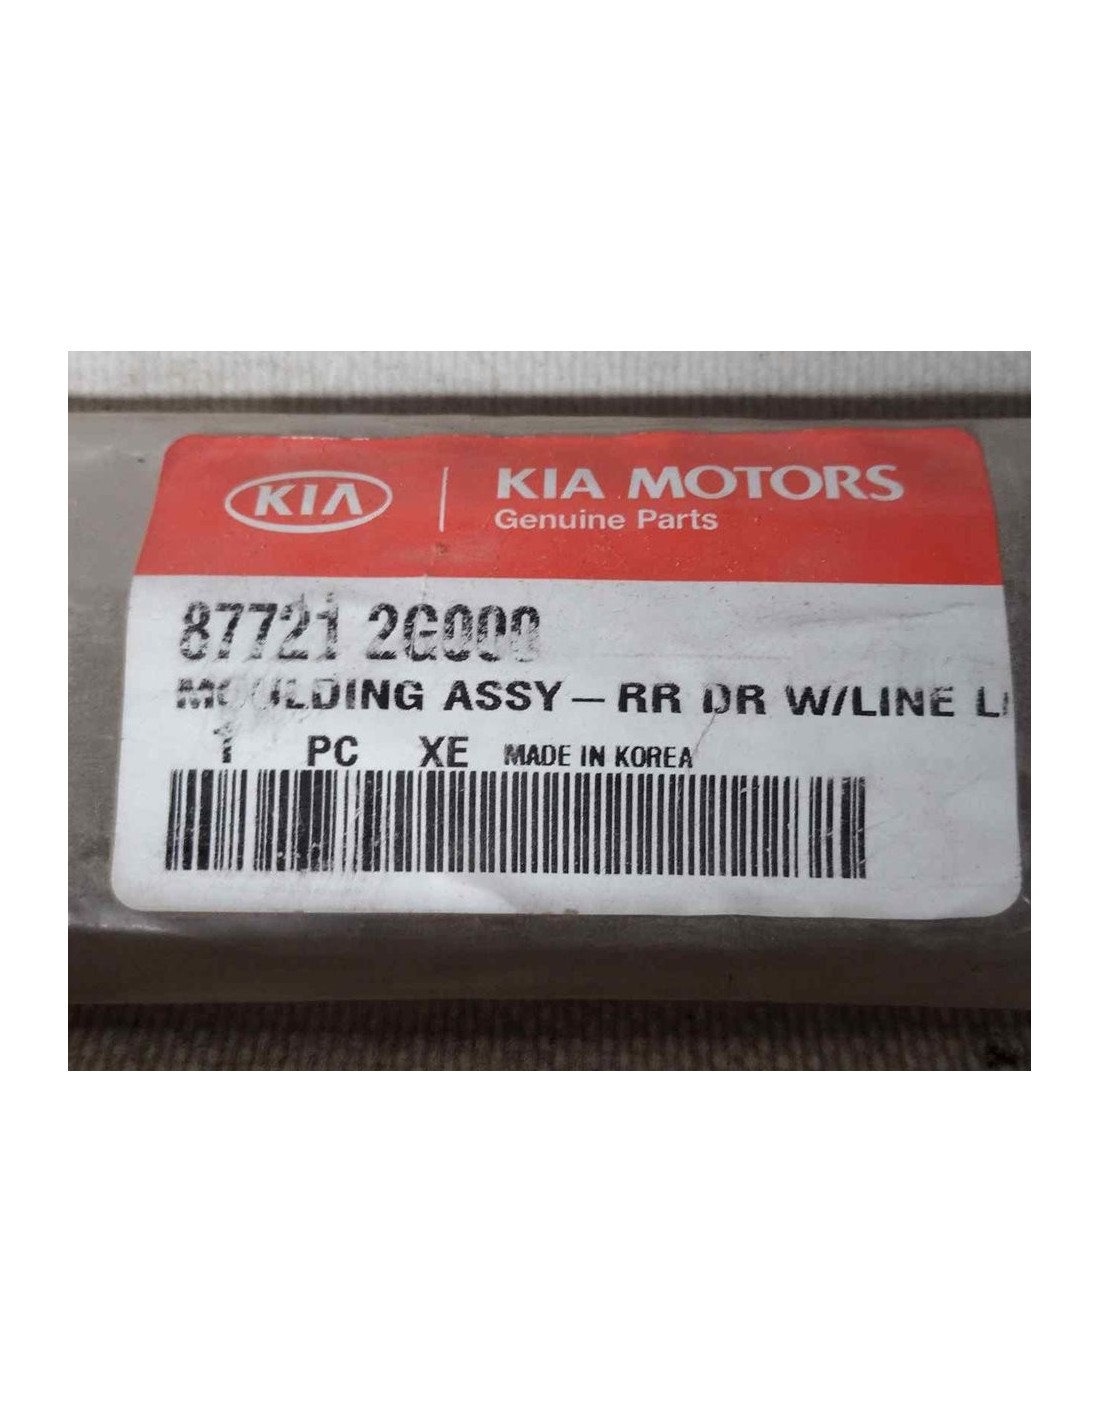 KIA
KIA MOTORS
Genuine Parts
87721 2G000
MOULDING ASSY-RR DR W/LINE
1 PC XE MADE IN KOREA